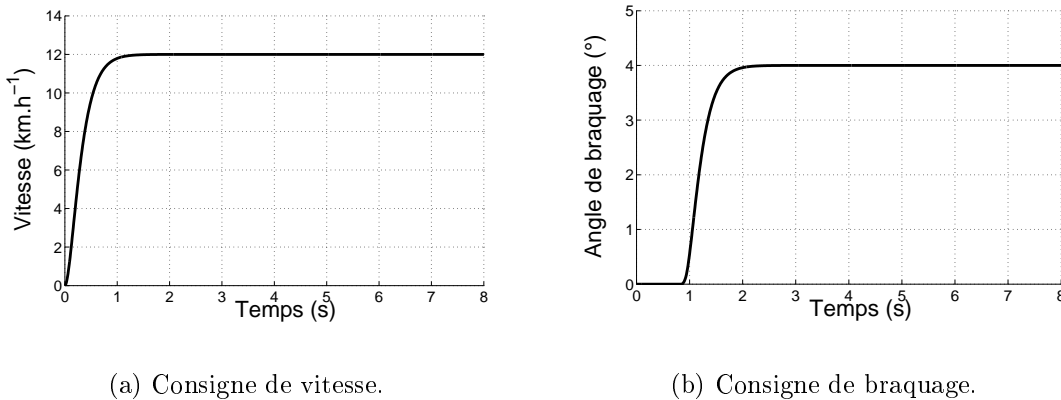 14
12
10
8
6
4
2
0
Vitesse (km.h⁻¹)
0 1 2 3 4 5 6 7 8
Temps (s)
(a) Consigne de vitesse.
5
4
3
2
1
0
Angle de braquage (°)
0 1 2 3 4 5 6 7 8
Temps (s)
(b) Consigne de braquage.